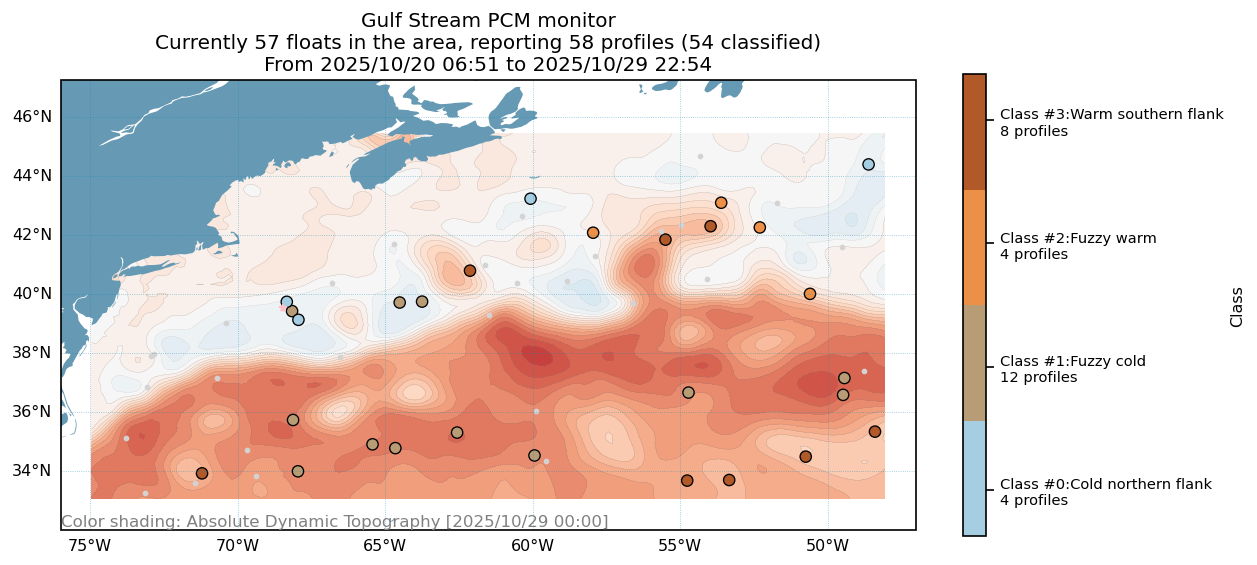 Gulf Stream PCM monitor
Currently 57 floats in the area, reporting 58 profiles (54 classified)
From 2025/10/20 06:51 to 2025/10/29 22:54
46°N
44°N
42°N
40°N
38°N
36°N
34°N
Color shading: Absolute Dynamic Topography [2025/10/29 00:00]
75°W
70°W
65°W
60°W
55°W
50°W
Class #3:Warm southern flank
8 profiles
Class #2:Fuzzy warm
4 profiles
Class #1:Fuzzy cold
12 profiles
Class #0:Cold northern flank
4 profiles
Class